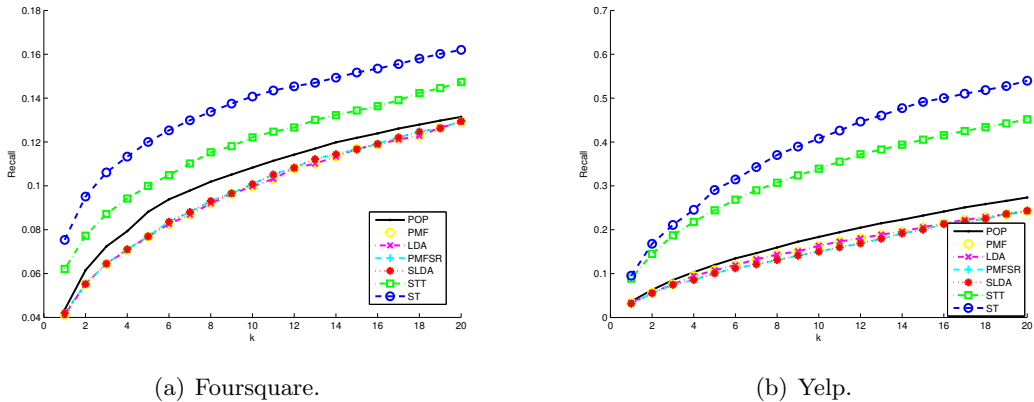 0.18
0.16
0.14
0.12
0.1
0.08
0.06
0.04
Recall
0 2 4 6 8 10 12 14 16 18 20
k
POP
PMF
LDA
PMFSR
SLDA
STT
ST
(a) Foursquare.
0.7
0.6
0.5
0.4
0.3
0.2
0.1
0
Recall
0 2 4 6 8 10 12 14 16 18 20
k
POP
PMF
LDA
PMFSR
SLDA
STT
ST
(b) Yelp.